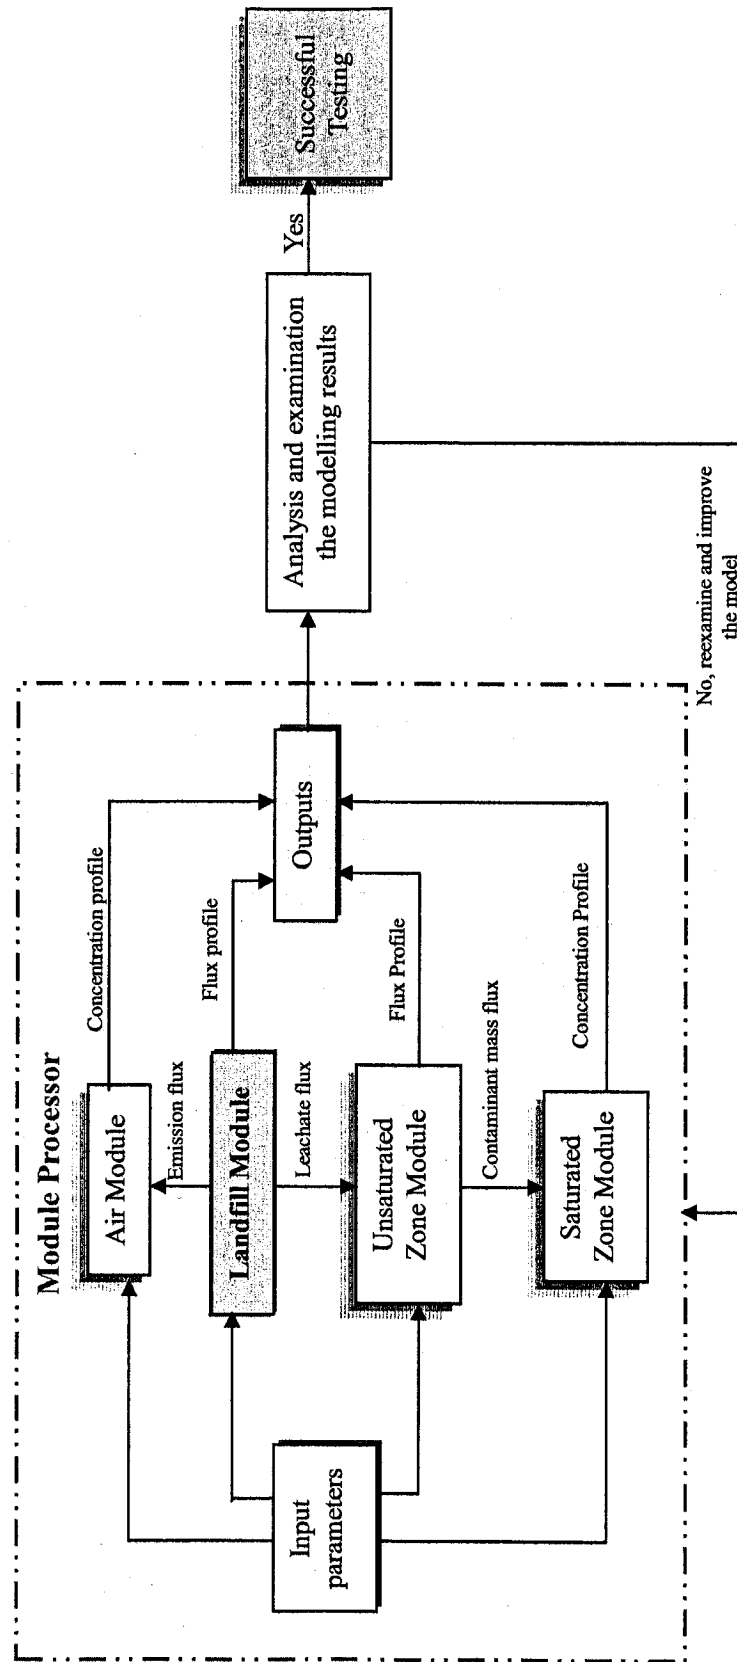 Module Processor
Input
parameters
Air Module
Emission flux
Landfill Module
Leachate flux
Unsaturated
Zone Module
Contaminant mass flux
Saturated
Zone Module
Concentration profile
Flux profile
Flux Profile
Concentration Profile
Outputs
Analysis and examination
the modelling results
Yes
Successful
Testing
No, reexamine and improve
the model